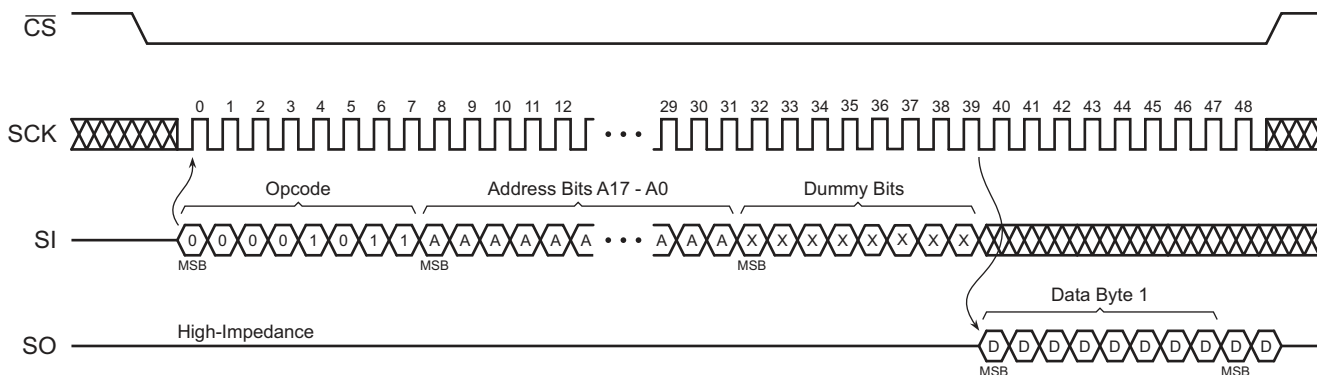 CS
0 1 2 3 4 5 6 7 8 9 10 11 12 29 30 31 32 33 34 35 36 37 38 39 40 41 42 43 44 45 46 47 48
SCK
Opcode Address Bits A17 - A0 Dummy Bits
SI 0 0 0 0 1 0 1 1 A A A A A A A A A X X X X X X X X
MSB MSB MSB
Data Byte 1
High-Impedance
SO D D D D D D D D D D
MSB MSB